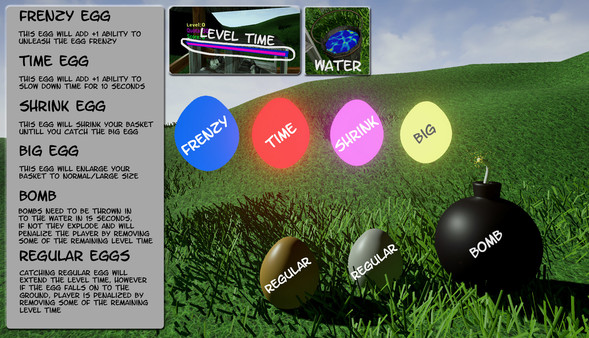 FRENZY EGG
THIS EGG WILL ADD +1 ABILITY TO
UNLEASH THE EGG FRENZY
TIME EGG
THIS EGG WILL ADD +1 ABILITY TO
SLOW DOWN TIME FOR 10 SECONDS
SHRINK EGG
THIS EGG WILL SHRINK YOUR BASKET
UNTILL YOU CATCH THE BIG EGG
BIG EGG
THIS EGG WILL ENLARGE YOUR
BASKET TO NORMAL/LARGE SIZE
BOMB
BOMBS NEED TO BE THROWN IN
TO THE WATER IN 15 SECONDS,
IF NOT THEY EXPLODE AND WILL
PENALIZE THE PLAYER BY REMOVING
SOME OF THE REMAINING LEVEL TIME
REGULAR EGGS
CATCHING REGULAR EGG WILL
EXTEND THE LEVEL TIME, HOWEVER
IF THE EGG FALLS ON TO THE
GROUND, PLAYER IS PENALIZED BY
REMOVING SOME OF THE REMAINING
LEVEL TIME
Level: 0
LEVEL TIME
WATER
FRENZY
TIME
SHRINK
BIG
REGULAR
REGULAR
BOMB